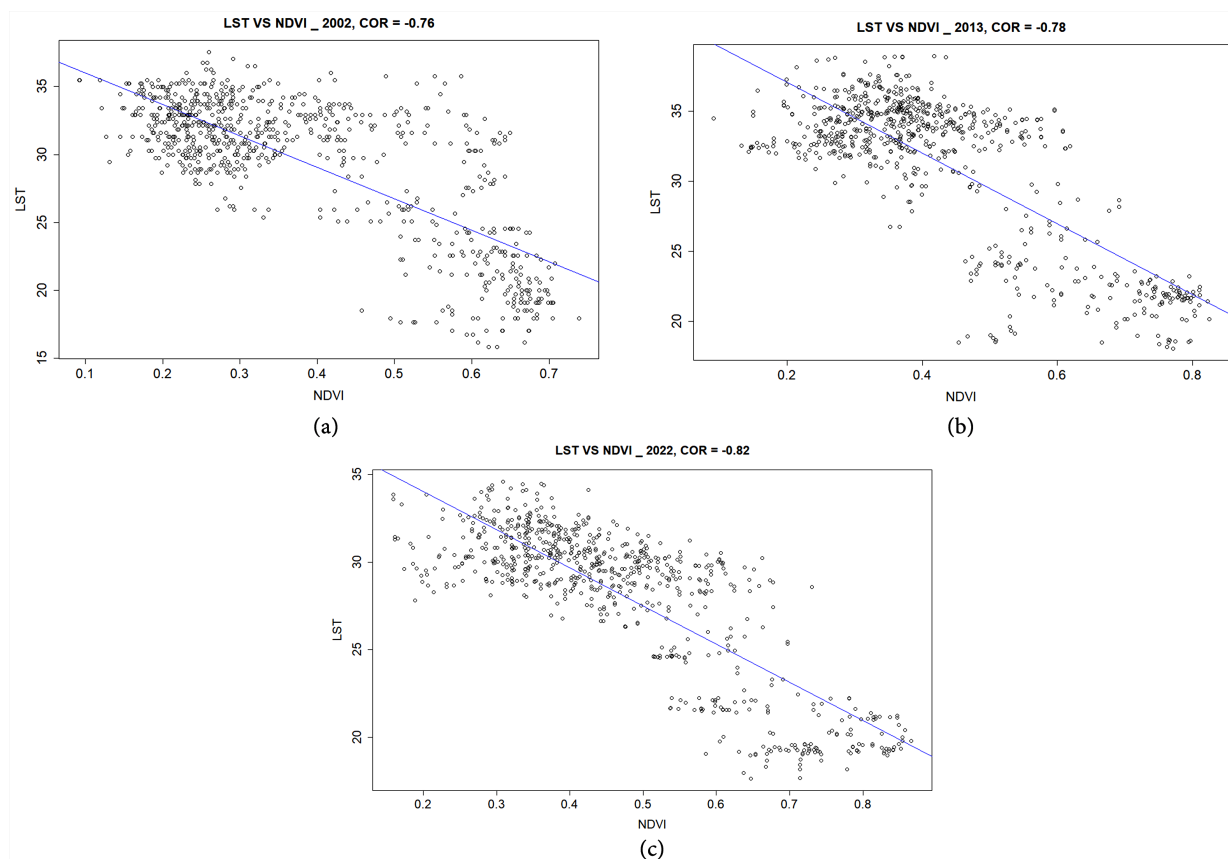 LST VS NDVI _ 2002, COR = -0.76
35
30
25
20
15
LST
0.1 0.2 0.3 0.4 0.5 0.6 0.7
NDVI
(a)
LST VS NDVI _ 2013, COR = -0.78
35
30
25
20
LST
0.2 0.4 0.6 0.8
NDVI
(b)
LST VS NDVI _ 2022, COR = -0.82
35
30
25
20
LST
0.2 0.3 0.4 0.5 0.6 0.7 0.8
NDVI
(c)